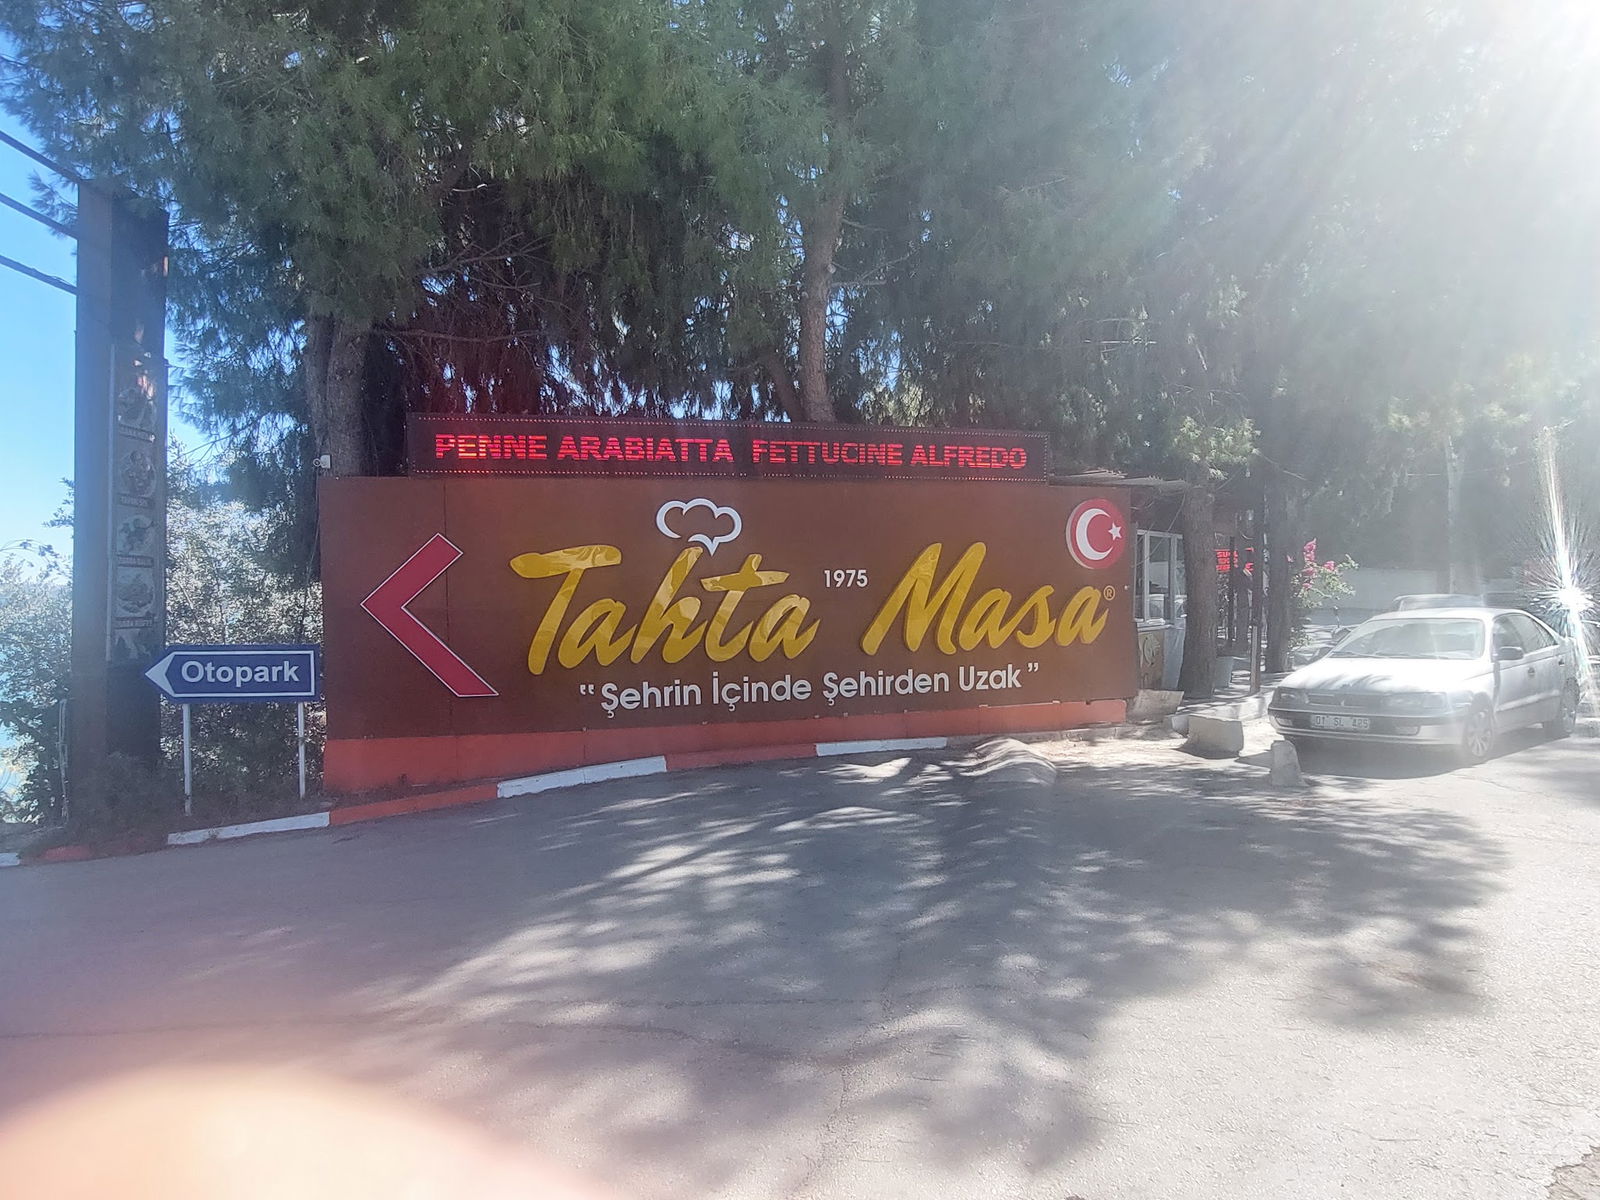 PENNE ARABIATTA FETTUCINE ALFREDO
Tahta 1975 Masa®
"Şehrin İçinde Şehirden Uzak"
Otopark